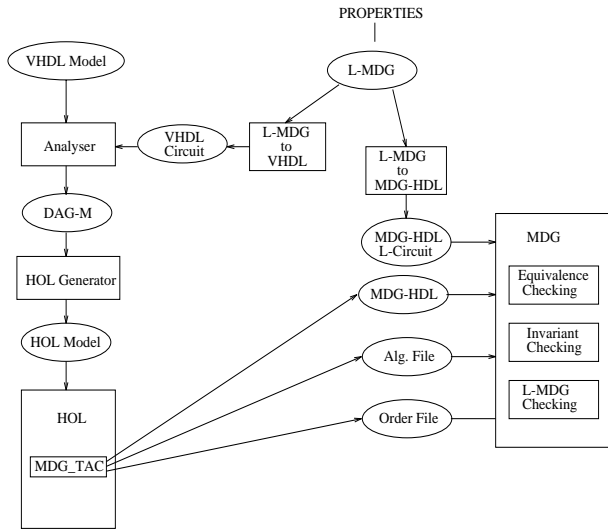 PROPERTIES
VHDL Model
L-MDG
Analyser
VHDL
Circuit
L-MDG
to
VHDL
L-MDG
to
MDG-HDL
DAG-M
MDG-HDL
L-Circuit
MDG
HOL Generator
MDG-HDL
Equivalence
Checking
HOL Model
Alg. File
Invariant
Checking
HOL
Order File
L-MDG
Checking
MDG_TAC